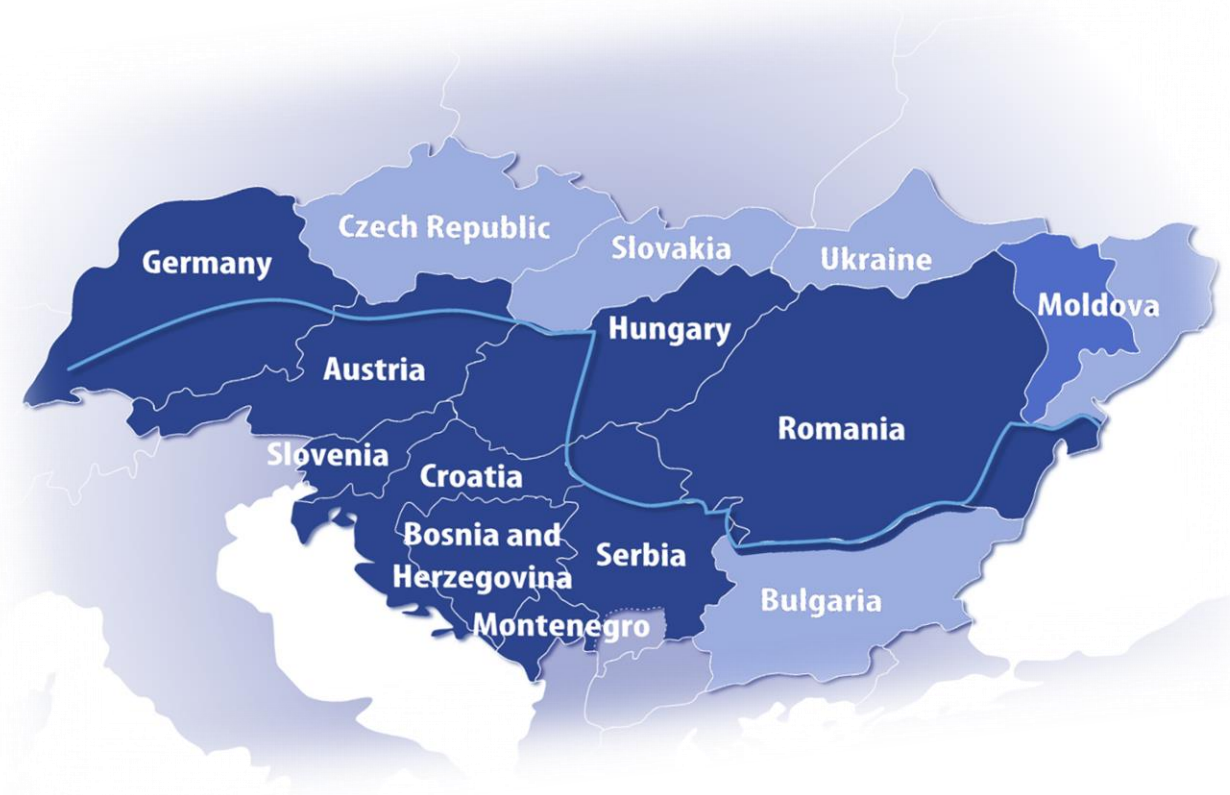 Czech Republic
Slovakia
Ukraine
Germany
Moldova
Hungary
Austria
Romania
Slovenia
Croatia
Bosnia and
Herzegovina
Serbia
Bulgaria
Montenegro